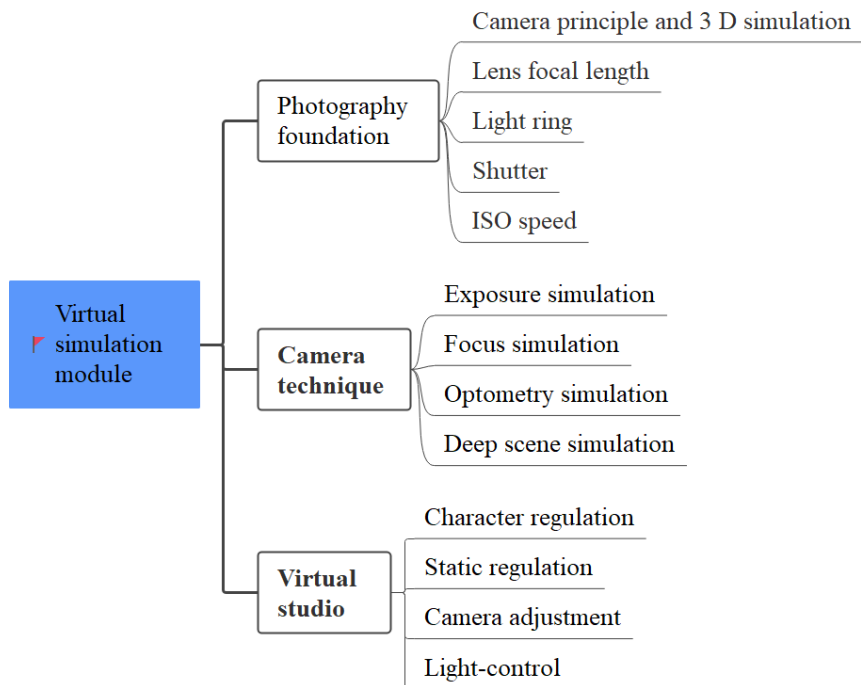 Camera principle and 3 D simulation
Lens focal length
Photography
foundation
Light ring
Shutter
ISO speed
Virtual
simulation
module
Exposure simulation
Focus simulation
Camera
technique
Optometry simulation
Deep scene simulation
Character regulation
Static regulation
Virtual
studio
Camera adjustment
Light-control